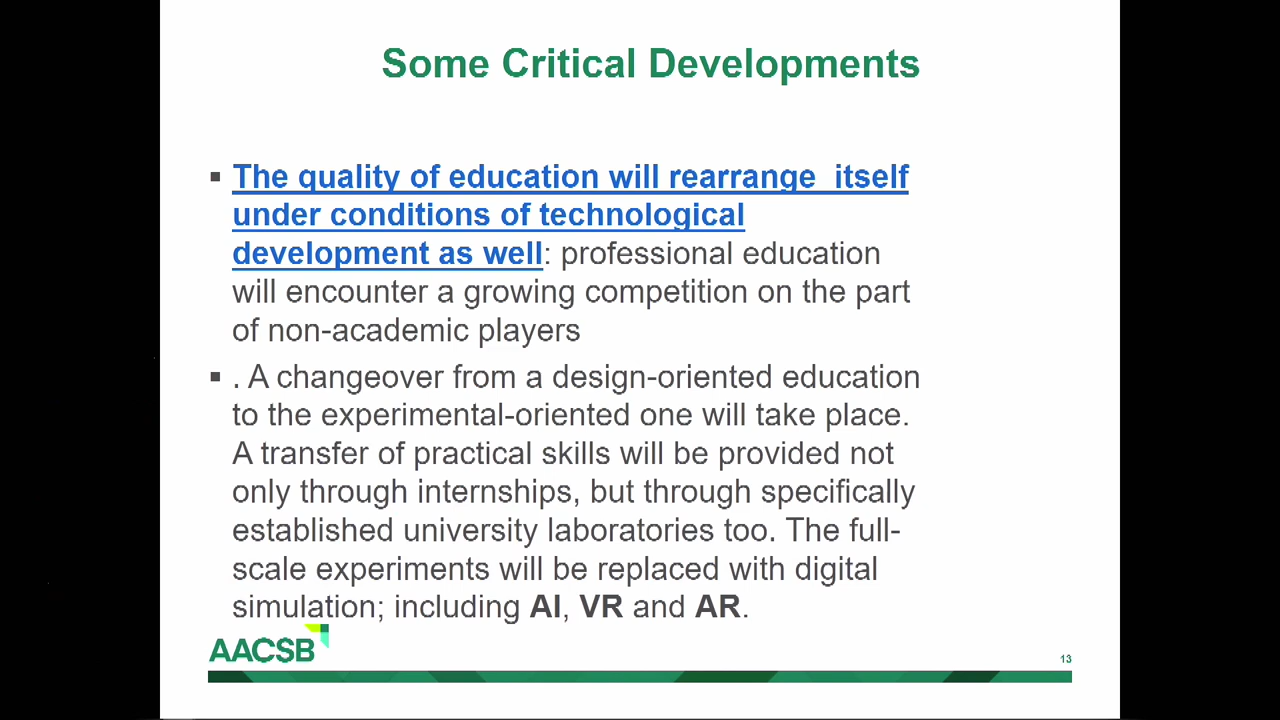 Some Critical Developments
▪ The quality of education will rearrange  itself
under conditions of technological
development as well: professional education
will encounter a growing competition on the part
of non-academic players
▪ . A changeover from a design-oriented education
to the experimental-oriented one will take place.
A transfer of practical skills will be provided not
only through internships, but through specifically
established university laboratories too. The full-
scale experiments will be replaced with digital
simulation; including AI, VR and AR.
AACSB
13